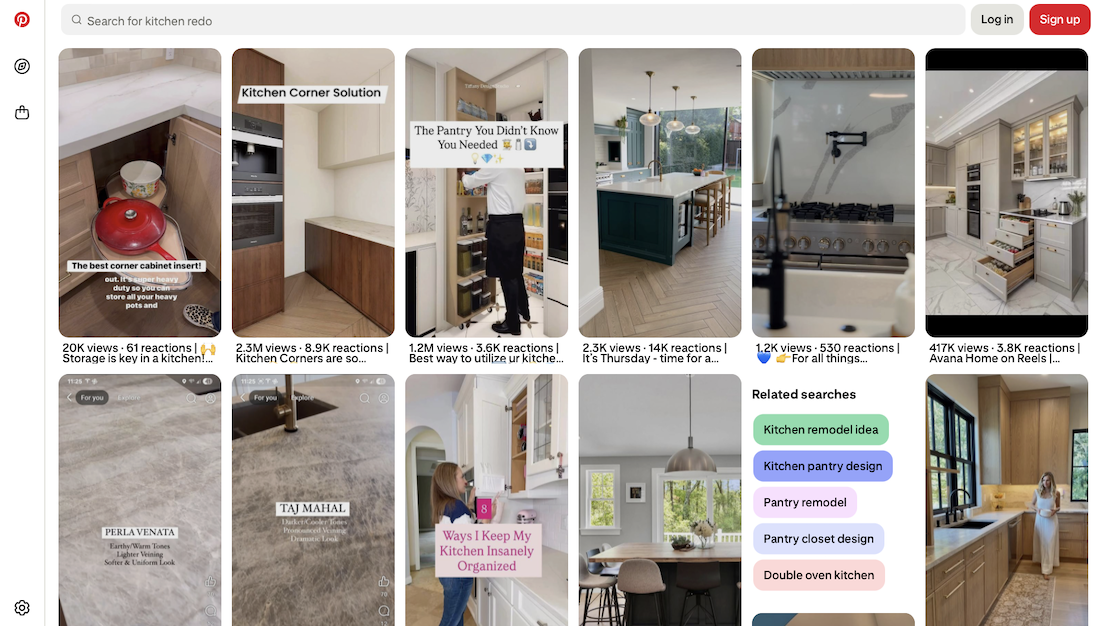 Search for kitchen redo
Log in
Sign up
The best corner cabinet insert!
out. it's super heavy
duty so you can
store all your heavy
pots and
20K views · 61 reactions | 🙌
Storage is key in a kitchen!...
Kitchen Corner Solution
2.3M views · 8.9K reactions |
Kitchen Corners are so...
The Pantry You Didn't Know
You Needed
1.2M views · 3.6K reactions |
Best way to utilize ur kitche...
2.3K views · 14K reactions |
It's Thursday - time for a...
1.2K views · 530 reactions |
💙 👉For all things...
417K views · 3.8K reactions |
Avana Home on Reels |
11:25
For you
Explore
PERLA VENATA
Earthy/Warm Tones
Lighter Veining
Softer & Uniform Look
11:25
For you
Explore
TAJ MAHAL
Darker/Cooler Tones
Pronounced Veining
Dramatic Look
8
Ways I Keep My
Kitchen Insanely
Organized
Related searches
Kitchen remodel idea
Kitchen pantry design
Pantry remodel
Pantry closet design
Double oven kitchen